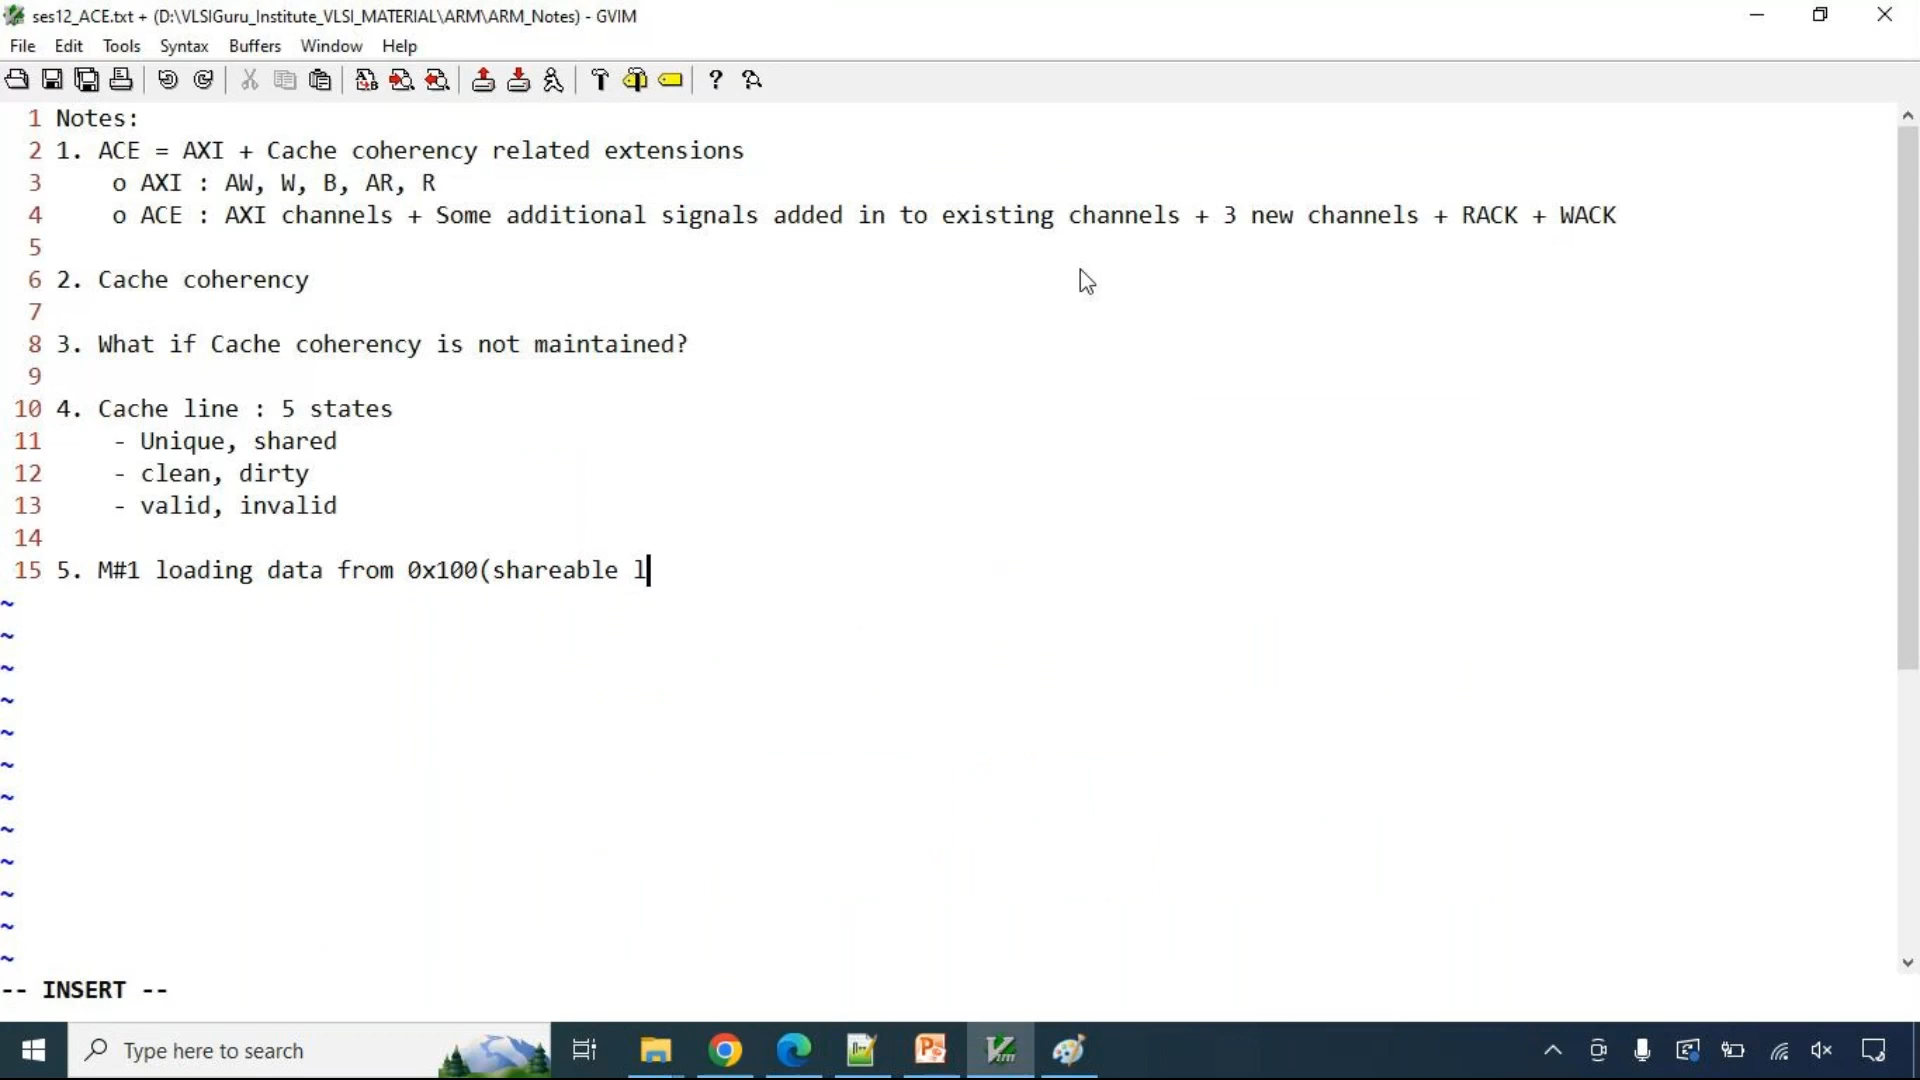 ses12_ACE.txt + (D:\VLSIGuru_Institute_VLSI_MATERIAL\ARM\ARM_Notes) - GVIM
File Edit Tools Syntax Buffers Window Help
1 Notes:
2 1. ACE = AXI + Cache coherency related extensions
3 o AXI : AW, W, B, AR, R
4 o ACE : AXI channels + Some additional signals added in to existing channels + 3 new channels + RACK + WACK
5
6 2. Cache coherency
7
8 3. What if Cache coherency is not maintained?
9
10 4. Cache line : 5 states
11 - Unique, shared
12 - clean, dirty
13 - valid, invalid
14
15 5. M#1 loading data from 0x100(shareable l
~
~
~
~
~
~
~
~
~
~
~
~
-- INSERT --
Type here to search